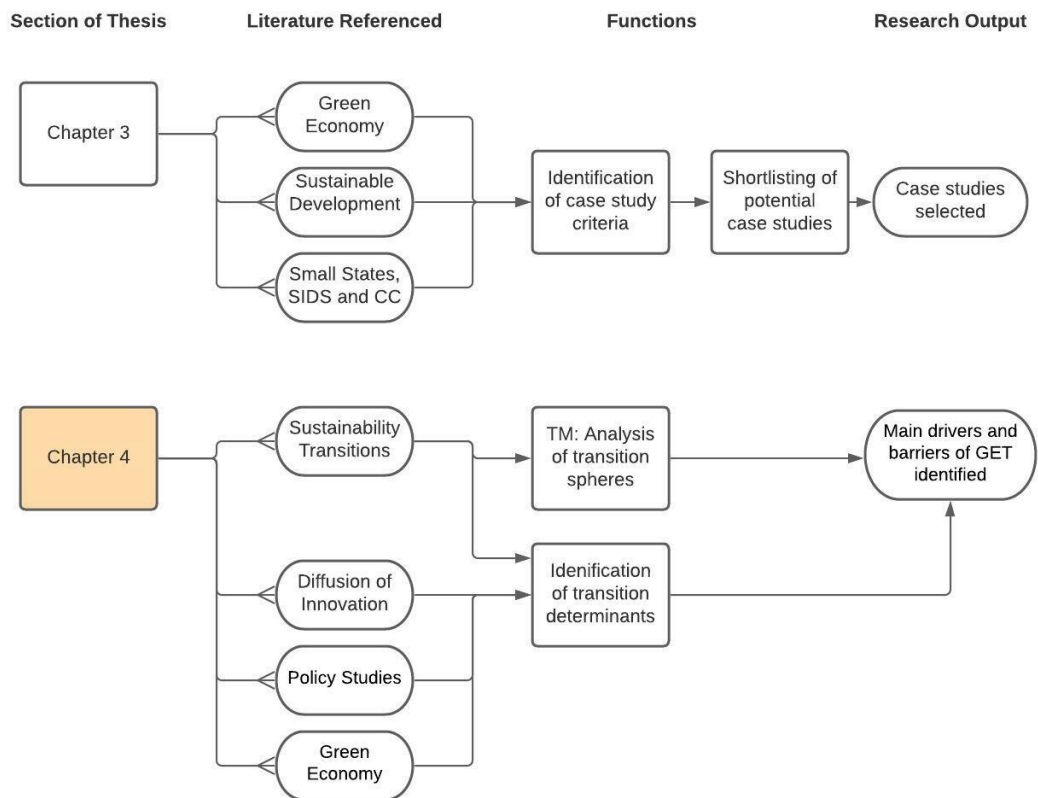 Section of Thesis
Literature Referenced
Functions
Research Output
Chapter 3
Green
Economy
Sustainable
Development
Small States,
SIDS and CC
Identification
of case study
criteria
Shortlisting of
potential
case studies
Case studies
selected
Chapter 4
Sustainability
Transitions
Diffusion of
Innovation
Policy Studies
Green
Economy
TM: Analysis
of transition
spheres
Idenification
of transition
determinants
Main drivers and
barriers of GET
identified